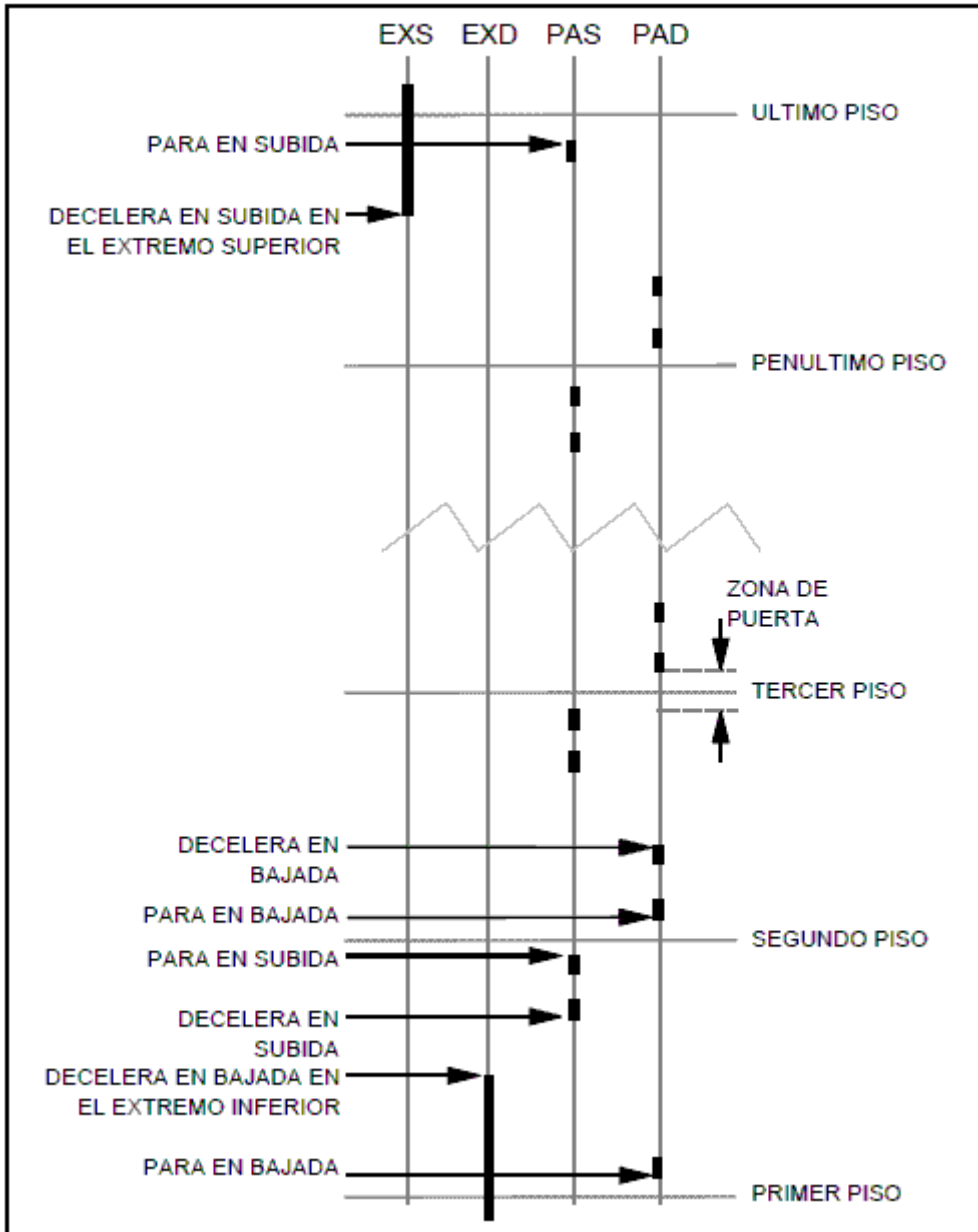 EXS EXD PAS PAD
ULTIMO PISO
PARA EN SUBIDA
DECELERA EN SUBIDA EN
EL EXTREMO SUPERIOR
PENULTIMO PISO
ZONA DE
PUERTA
TERCER PISO
DECELERA EN
BAJADA
PARA EN BAJADA
SEGUNDO PISO
PARA EN SUBIDA
DECELERA EN
SUBIDA
DECELERA EN BAJADA EN
EL EXTREMO INFERIOR
PARA EN BAJADA
PRIMER PISO